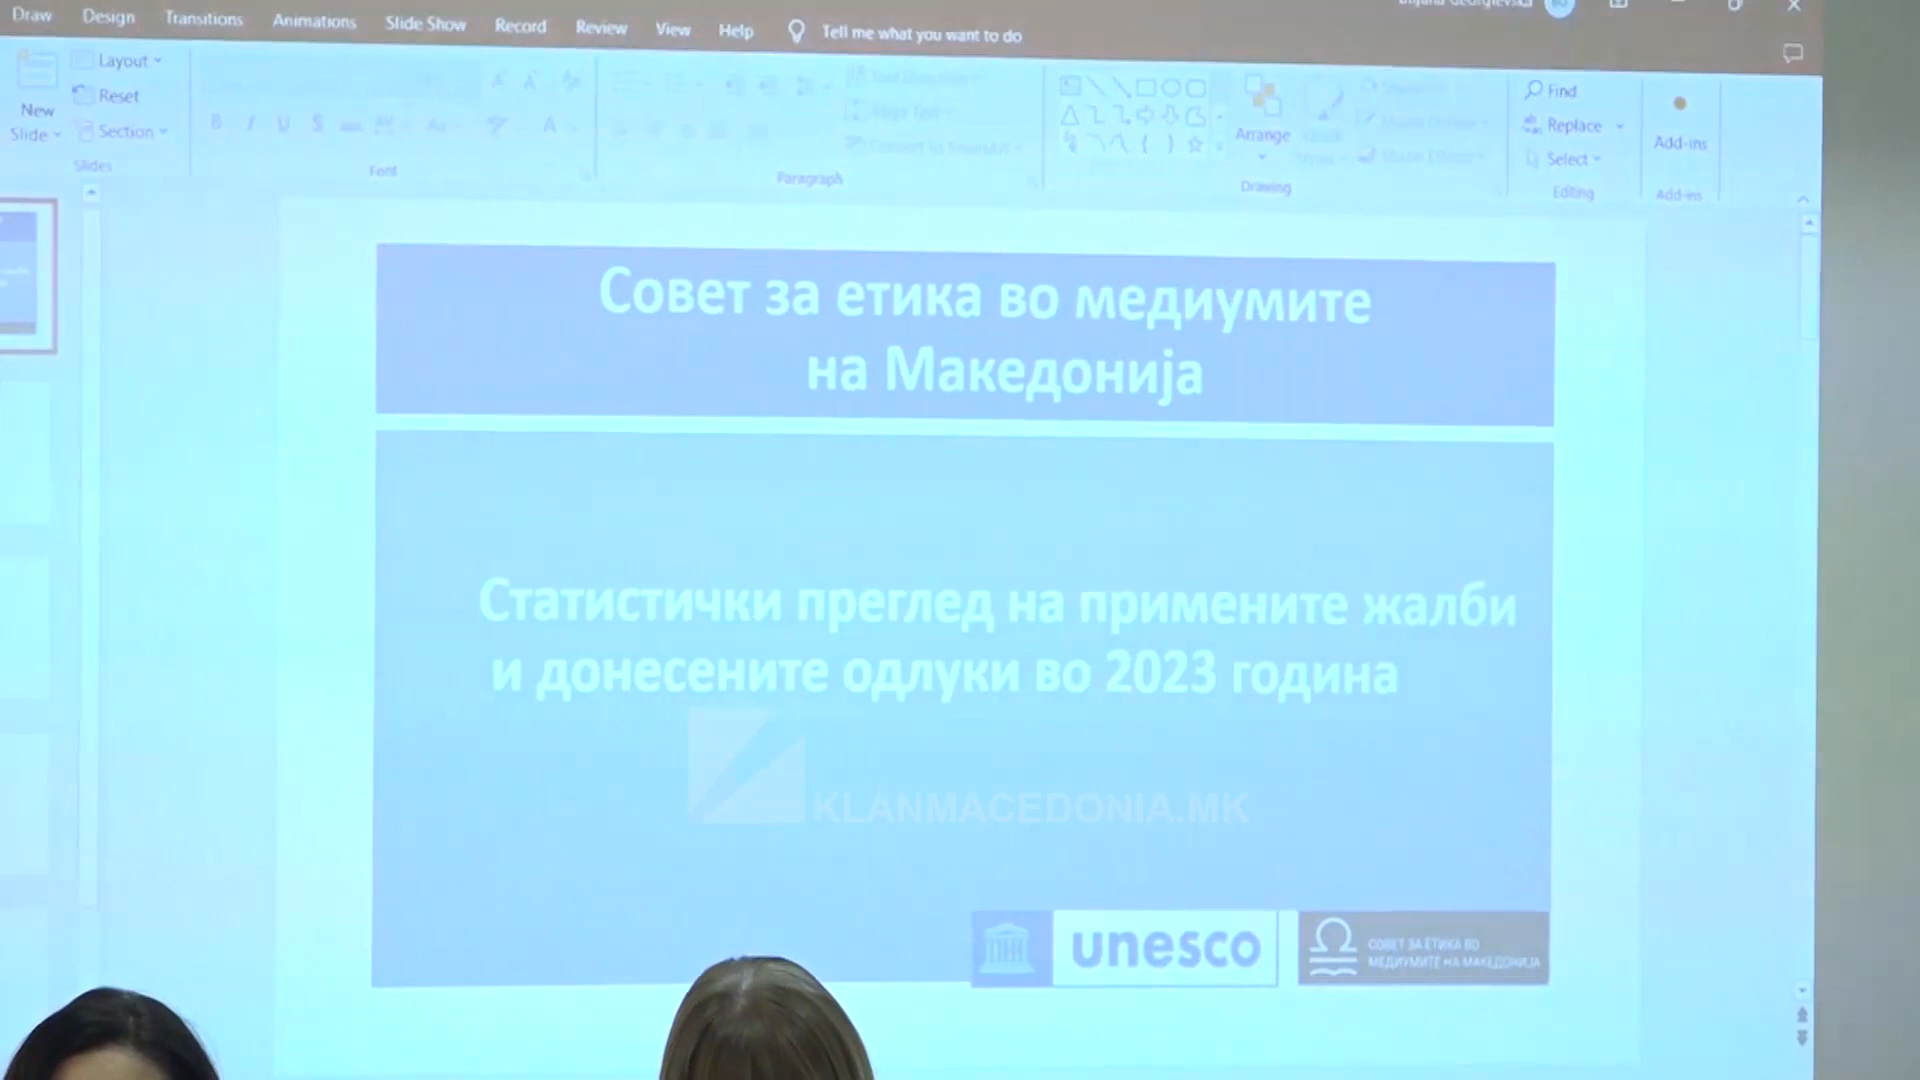 Draw Design Transitions Animations Slide Show Record Review View Help Tell me what you want to do
New
Slide
Layout
Reset
Section
Slides
Font
Paragraph
Arrange
Drawing
Find
Replace
Select
Editing
Add-ins
Add-ins
Совет за етика во медиумите
на Македонија
Статистички преглед на примените жалби
и донесените одлуки во 2023 година
KLANMACEDONIA.MK
unesco
СОВЕТ ЗА ЕТИКА ВО
МЕДИУМИТЕ НА МАКЕДОНИЈА